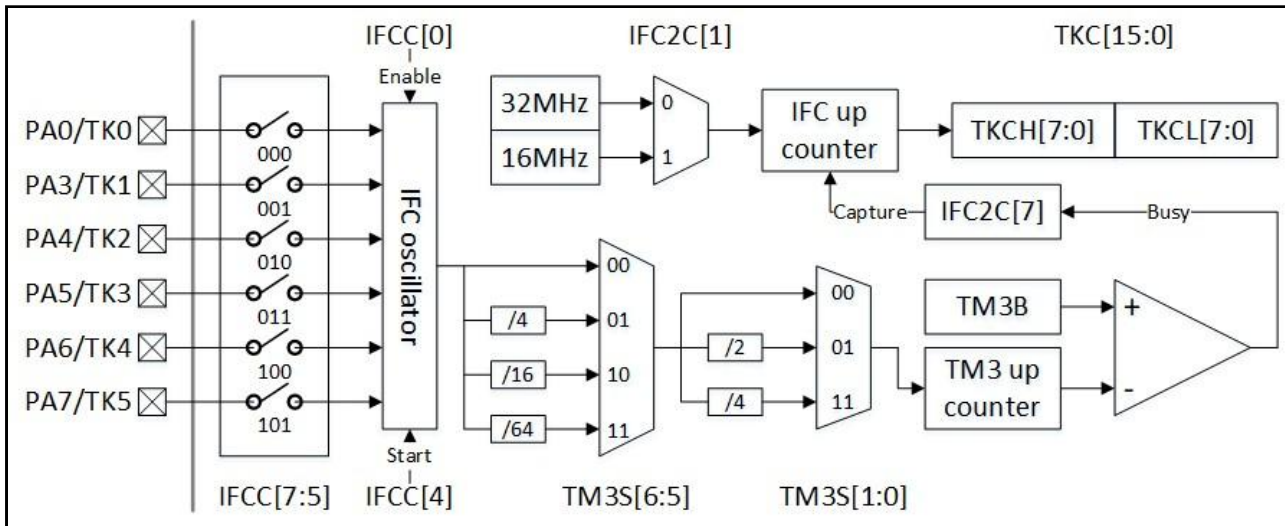 IFCC[0]
IFC2C[1]
TKC[15:0]
Enable
32MHz
16MHz
0
1
IFC up
counter
TKCH[7:0]
TKCL[7:0]
PA0/TK0
000
PA3/TK1
001
PA4/TK2
010
PA5/TK3
011
PA6/TK4
100
PA7/TK5
101
IFC oscillator
Capture
IFC2C[7]
Busy
00
/4
01
/16
10
/64
11
00
/2
01
/4
11
TM3B
TM3 up
counter
+
-
Start
IFCC[7:5]
IFCC[4]
TM3S[6:5]
TM3S[1:0]